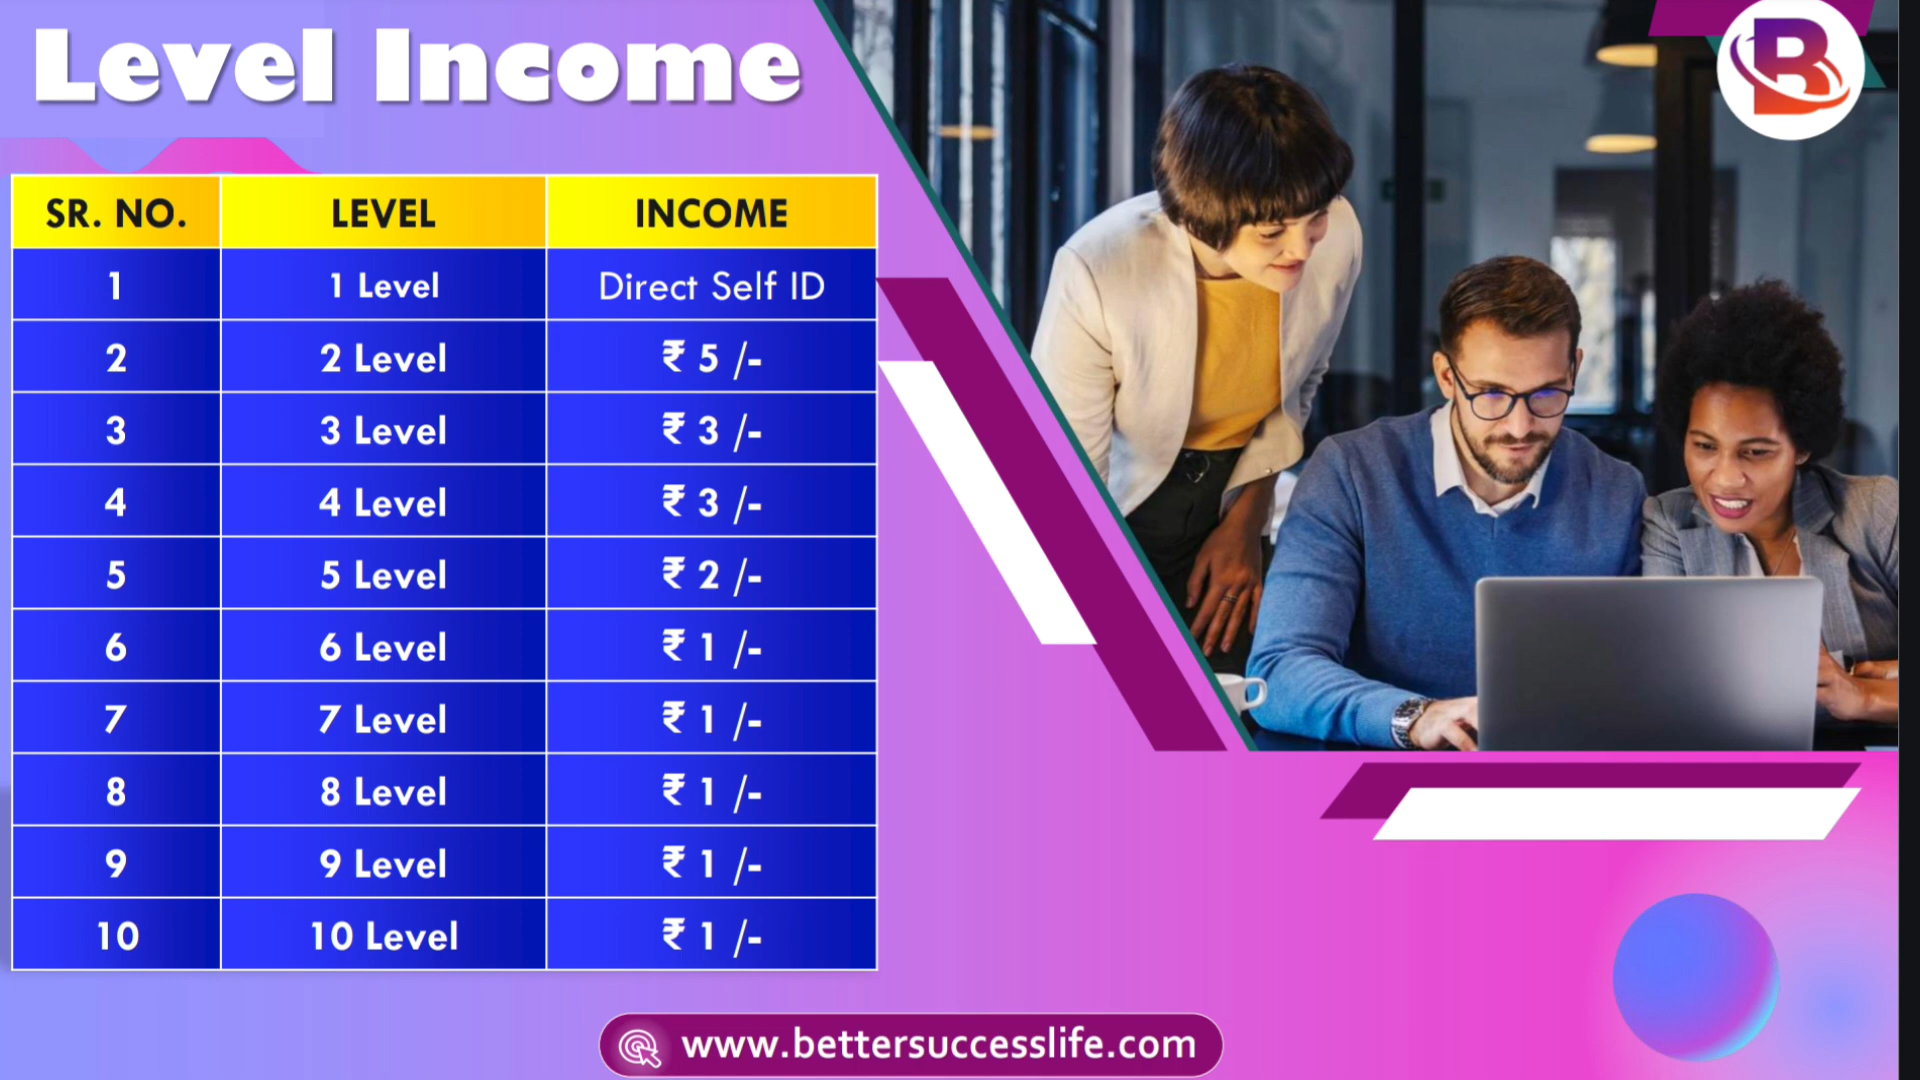 Level Income
SR. NO. LEVEL INCOME
1 1 Level Direct Self ID
2 2 Level ₹ 5 /-
3 3 Level ₹ 3 /-
4 4 Level ₹ 3 /-
5 5 Level ₹ 2 /-
6 6 Level ₹ 1 /-
7 7 Level ₹ 1 /-
8 8 Level ₹ 1 /-
9 9 Level ₹ 1 /-
10 10 Level ₹ 1 /-
B
www.bettersuccesslife.com